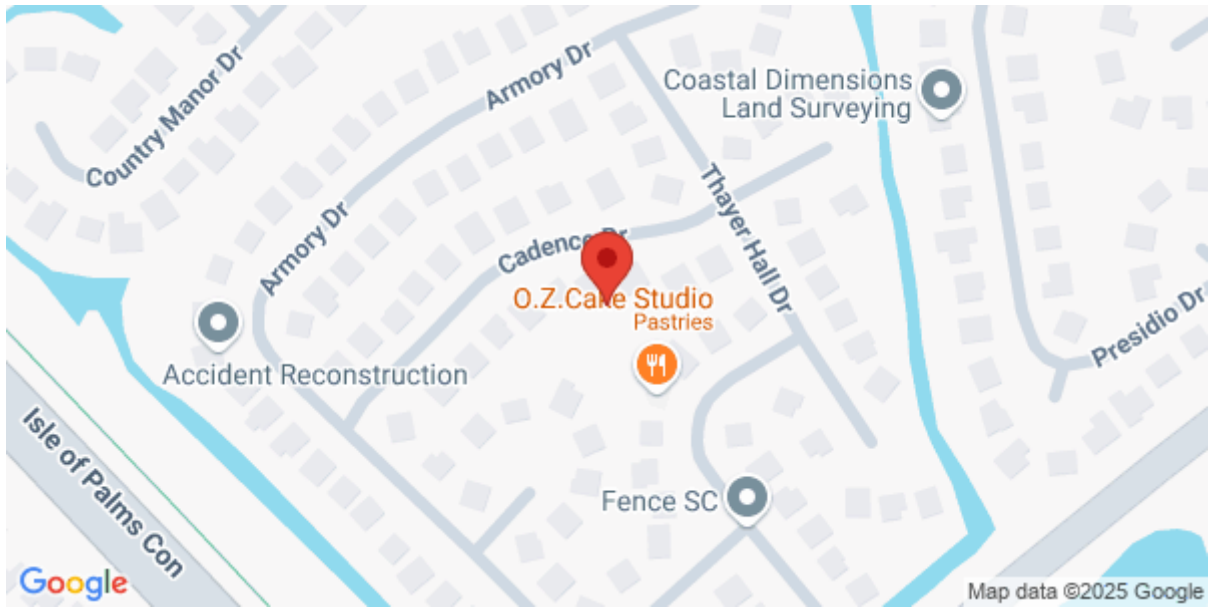 Country Manor Dr
Armory Dr
Coastal Dimensions
Land Surveying
Thayer Hall Dr
Armory Dr
Cadence Dr
O.Z.Cake Studio
Pastries
Accident Reconstruction
Presidio Dr
Isle of Palms Con
Fence SC
Google
Map data ©2025 Google